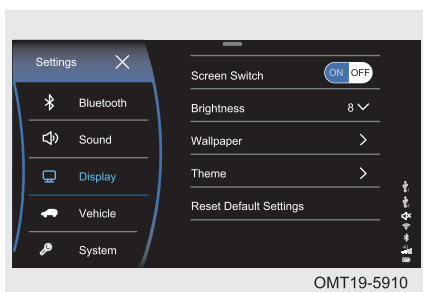 Settings
Bluetooth
Sound
Display
Vehicle
System
Screen Switch
ON OFF
Brightness
8
Wallpaper
Theme
Reset Default Settings
OMT19-5910